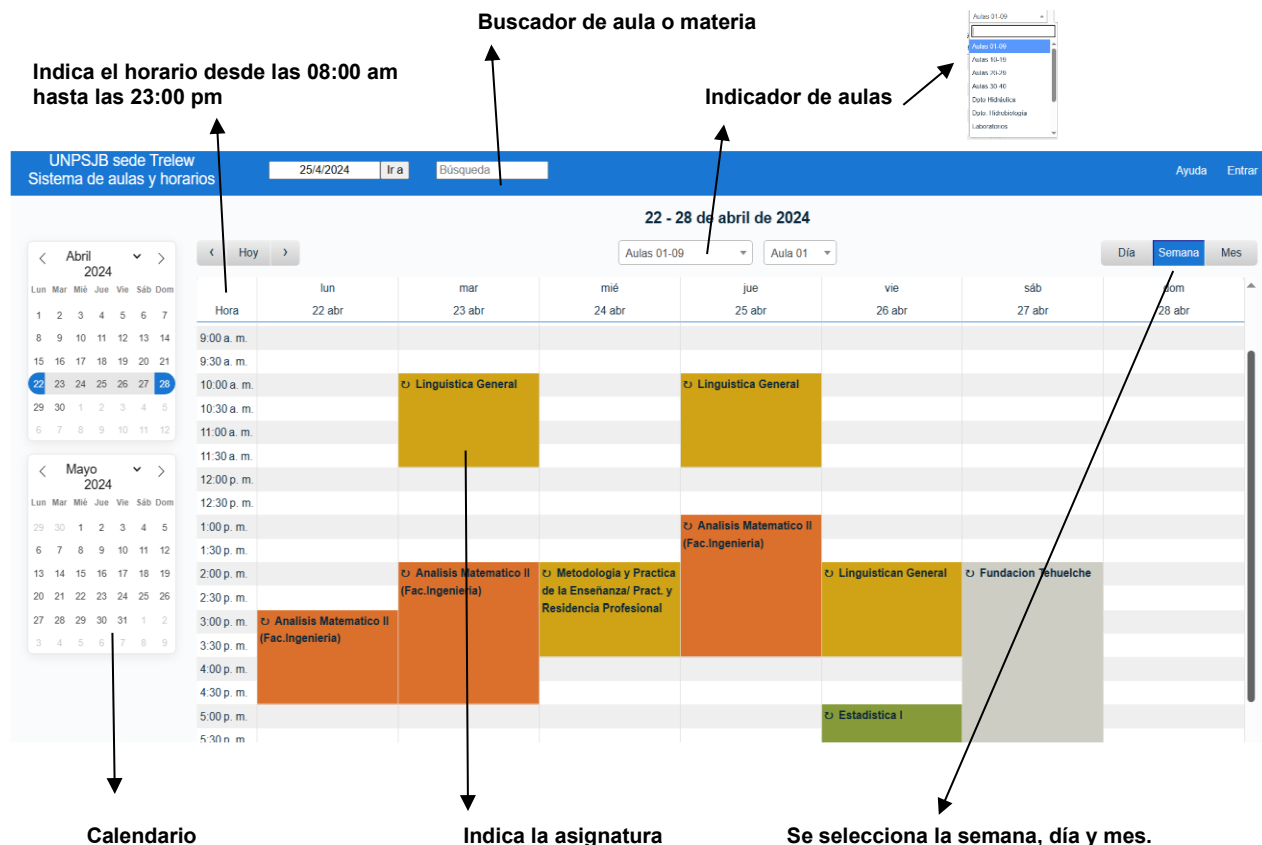 Buscador de aula o materia
Aulas 01-09
Aulas 01-09
Aulas 10-19
Aulas 20-29
Aulas 30-40
Dpto Hidráulica
Dpto. Hidrobiología
Laboratorios
Indica el horario desde las 08:00 am
hasta las 23:00 pm
Indicador de aulas
UNPSJB sede Trelew
Sistema de aulas y horarios
25/4/2024 Ir a Búsqueda Ayuda Entrar
22 - 28 de abril de 2024
Hoy Aulas 01-09 Aula 01 Día Semana Mes
Abril
2024
Lun Mar Mié Jue Vie Sáb Dom
1 2 3 4 5 6 7
8 9 10 11 12 13 14
15 16 17 18 19 20 21
22 23 24 25 26 27 28
29 30 1 2 3 4 5
6 7 8 9 10 11 12
Mayo
2024
Lun Mar Mié Jue Vie Sáb Dom
29 30 1 2 3 4 5
6 7 8 9 10 11 12
13 14 15 16 17 18 19
20 21 22 23 24 25 26
27 28 29 30 31 1 2
3 4 5 6 7 8 9
lun mar mié jue vie sáb dom
Hora 22 abr 23 abr 24 abr 25 abr 26 abr 27 abr 28 abr
9:00 a. m.
9:30 a. m.
10:00 a. m. Linguistica General Linguistica General
10:30 a. m.
11:00 a. m.
11:30 a. m.
12:00 p. m.
12:30 p. m.
1:00 p. m. Analisis Matematico II
1:30 p. m. (Fac.Ingenieria)
2:00 p. m. Analisis Matematico II Metodologia y Practica Linguistican General Fundacion Tehuelche
2:30 p. m. (Fac.Ingenieria) de la Enseñanza/ Pract. y
Residencia Profesional
3:00 p. m. Analisis Matematico II
3:30 p. m. (Fac.Ingenieria)
4:00 p. m.
4:30 p. m.
5:00 p. m. Estadistica I
5:30 p. m.
Calendario
Indica la asignatura
Se selecciona la semana, día y mes.